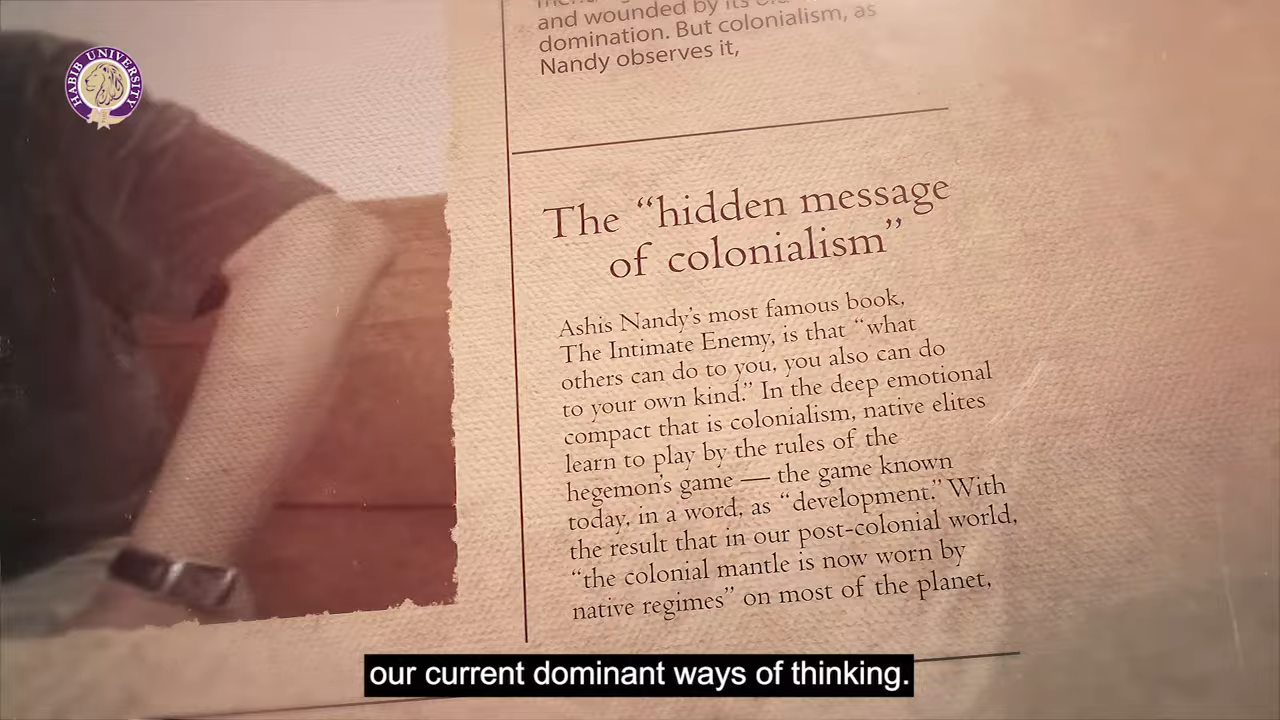 HABIB UNIVERSITY
and wounded by its
domination. But colonialism, as
Nandy observes it,
The “hidden message
of colonialism”
Ashis Nandy’s most famous book,
The Intimate Enemy, is that “what
others can do to you, you also can do
to your own kind.” In the deep emotional
compact that is colonialism, native elites
learn to play by the rules of the
hegemon’s game — the game known
today, in a word, as “development.” With
the result that in our post-colonial world,
“the colonial mantle is now worn by
native regimes” on most of the planet,
our current dominant ways of thinking.